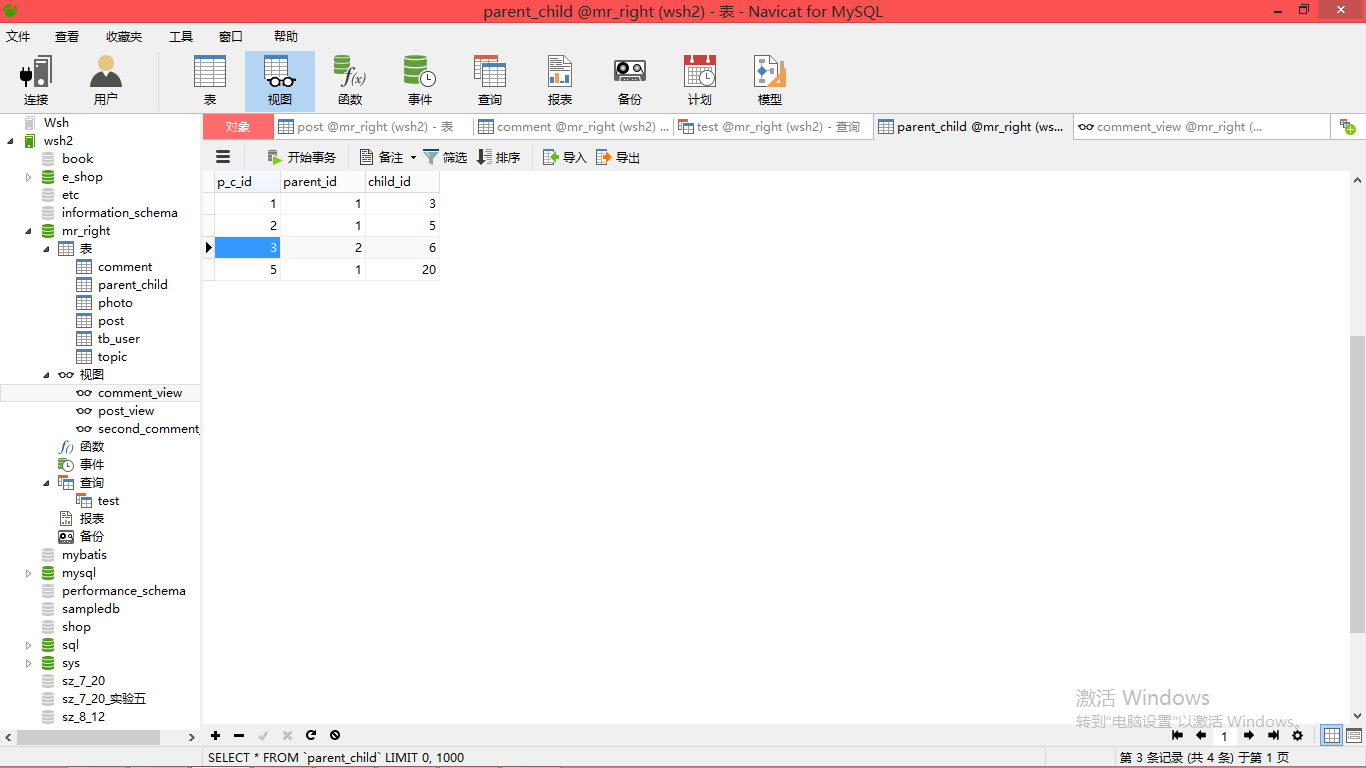 parent_child @mr_right (wsh2) - 表 - Navicat for MySQL
文件 查看 收藏夹 工具 窗口 帮助
连接 用户 表 视图 函数 事件 查询 报表 备份 计划 模型
对象 post @mr_right (wsh2) - 表 comment @mr_right (wsh2) ... test @mr_right (wsh2) - 查询 parent_child @mr_right (ws... comment_view @mr_right (...
开始事务 备注 筛选 排序 导入 导出
Wsh
wsh2
book
e_shop
etc
information_schema
mr_right
表
comment
parent_child
photo
post
tb_user
topic
视图
comment_view
post_view
second_comment_
函数
事件
查询
test
报表
备份
mybatis
mysql
performance_schema
sampledb
shop
sql
sys
sz_7_20
sz_7_20_实验五
sz_8_12
p_c_id parent_id child_id
1 1 3
2 1 5
3 2 6
5 1 20
激活 Windows
转到“电脑设置”以激活 Windows。
1
SELECT * FROM `parent_child` LIMIT 0, 1000
第 3 条记录 (共 4 条) 于第 1 页